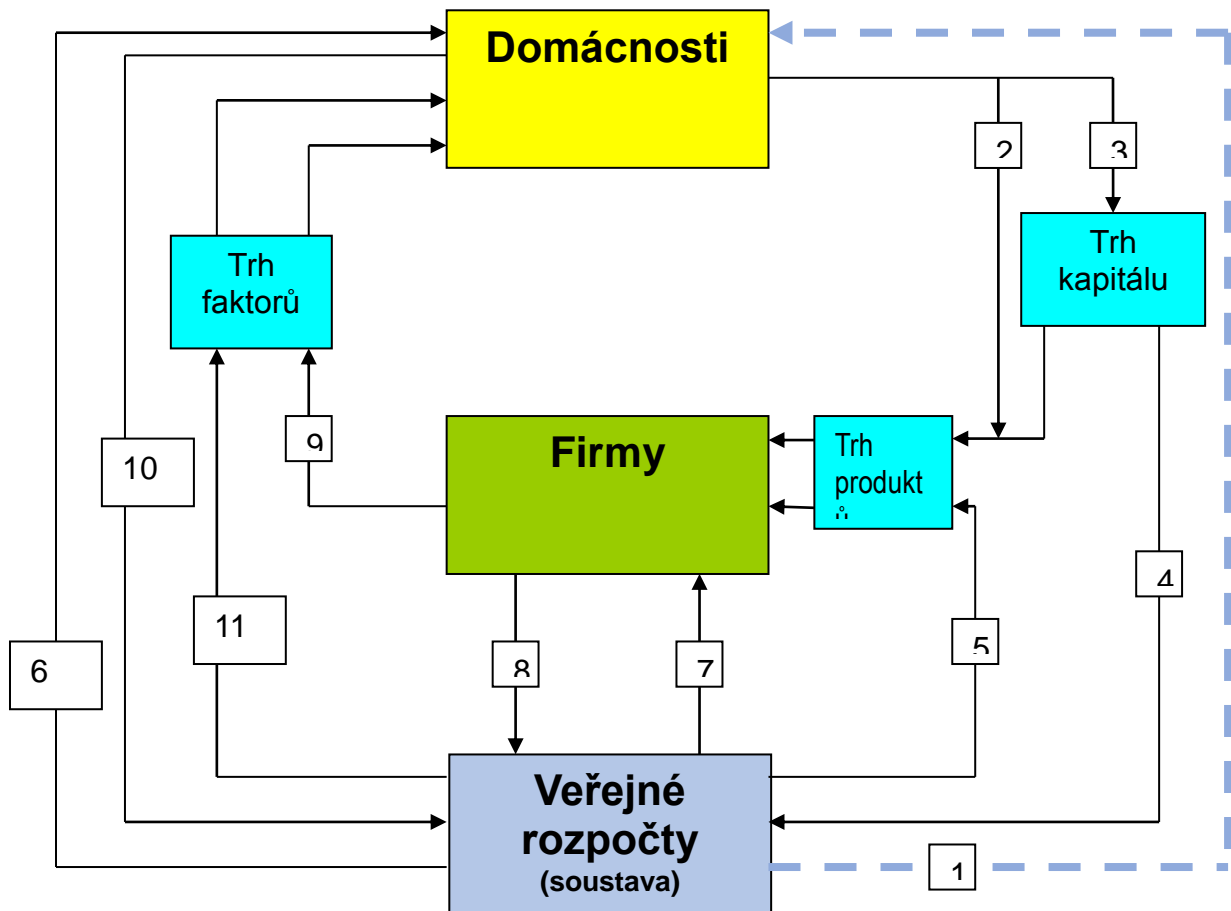 Domácnosti
2
3
Trh
faktorů
Trh
kapitálu
9
Firmy
Trh
produkt
ů
10
4
11
5
6
8
7
Veřejné
rozpočty
(soustava)
1